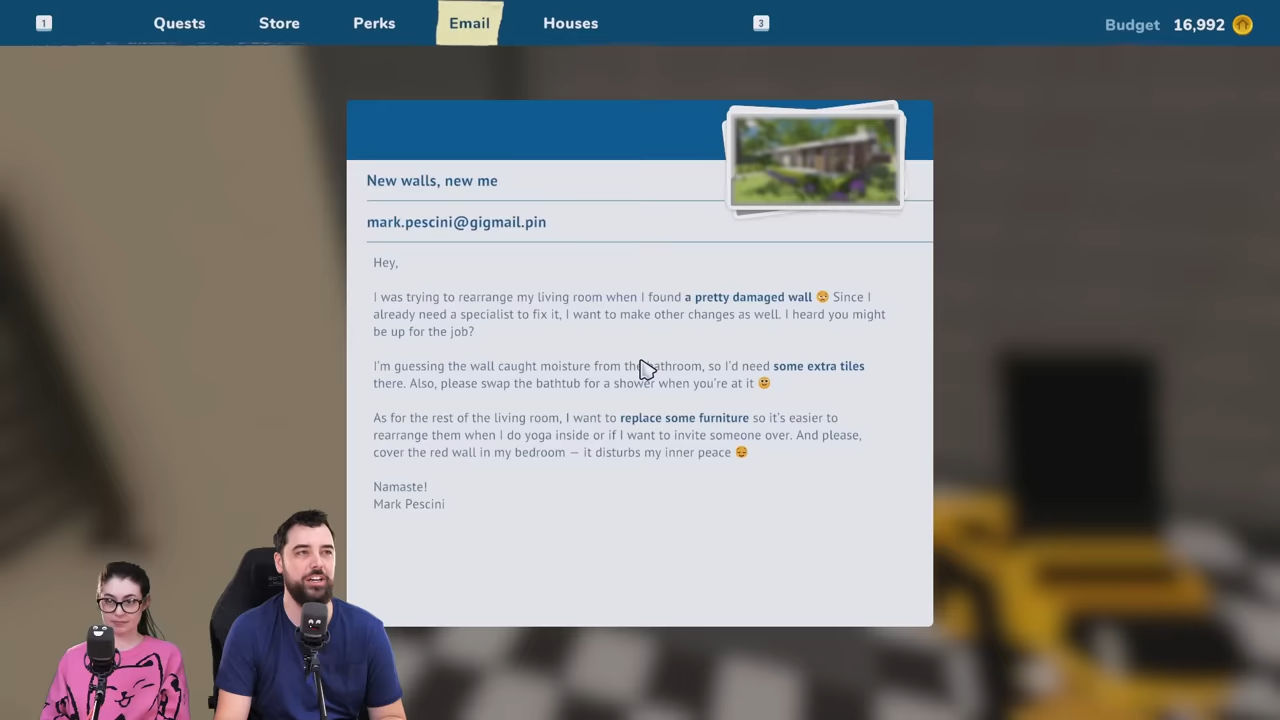 1 Quests Store Perks Email Houses 3 Budget 16,992
New walls, new me
mark.pescini@gigmail.pin
Hey,
I was trying to rearrange my living room when I found a pretty damaged wall Since I
already need a specialist to fix it, I want to make other changes as well. I heard you might
be up for the job?
I'm guessing the wall caught moisture from the bathroom, so I'd need some extra tiles
there. Also, please swap the bathtub for a shower when you're at it
As for the rest of the living room, I want to replace some furniture so it's easier to
rearrange them when I do yoga inside or if I want to invite someone over. And please,
cover the red wall in my bedroom — it disturbs my inner peace
Namaste!
Mark Pescini